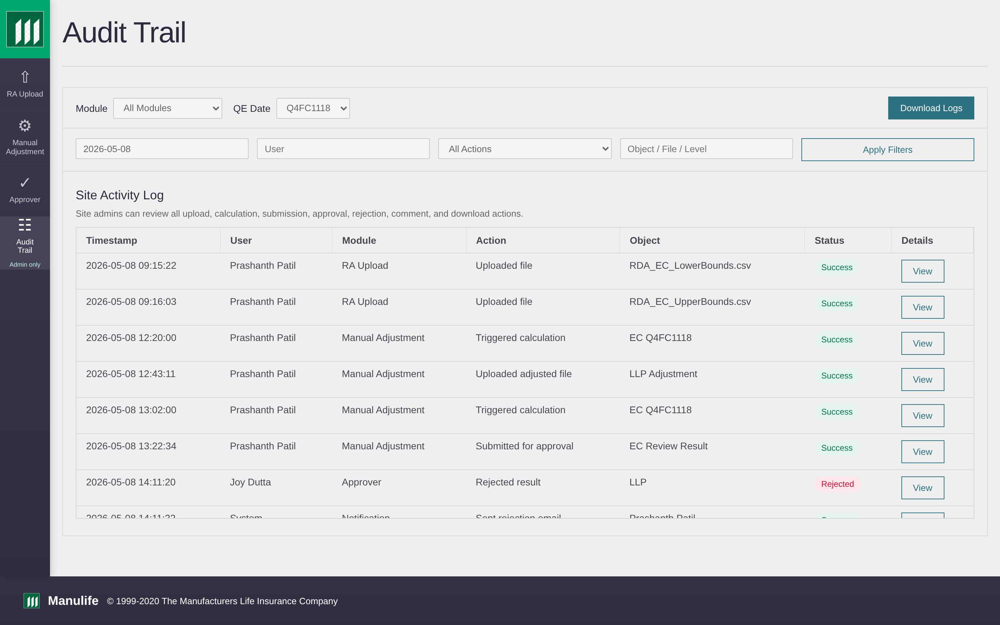 Audit Trail
RA Upload
Manual
Adjustment
Approver
Audit
Trail
Admin only
Module All Modules QE Date Q4FC1118 Download Logs
2026-05-08 User All Actions Object / File / Level Apply Filters
Site Activity Log
Site admins can review all upload, calculation, submission, approval, rejection, comment, and download actions.
Timestamp User Module Action Object Status Details
2026-05-08 09:15:22 Prashanth Patil RA Upload Uploaded file RDA_EC_LowerBounds.csv Success View
2026-05-08 09:16:03 Prashanth Patil RA Upload Uploaded file RDA_EC_UpperBounds.csv Success View
2026-05-08 12:20:00 Prashanth Patil Manual Adjustment Triggered calculation EC Q4FC1118 Success View
2026-05-08 12:43:11 Prashanth Patil Manual Adjustment Uploaded adjusted file LLP Adjustment Success View
2026-05-08 13:02:00 Prashanth Patil Manual Adjustment Triggered calculation EC Q4FC1118 Success View
2026-05-08 13:22:34 Prashanth Patil Manual Adjustment Submitted for approval EC Review Result Success View
2026-05-08 14:11:20 Joy Dutta Approver Rejected result LLP Rejected View
2026-05-08 14:11:22 System Notification Sent rejection email Prashanth Patil
Manulife © 1999-2020 The Manufacturers Life Insurance Company